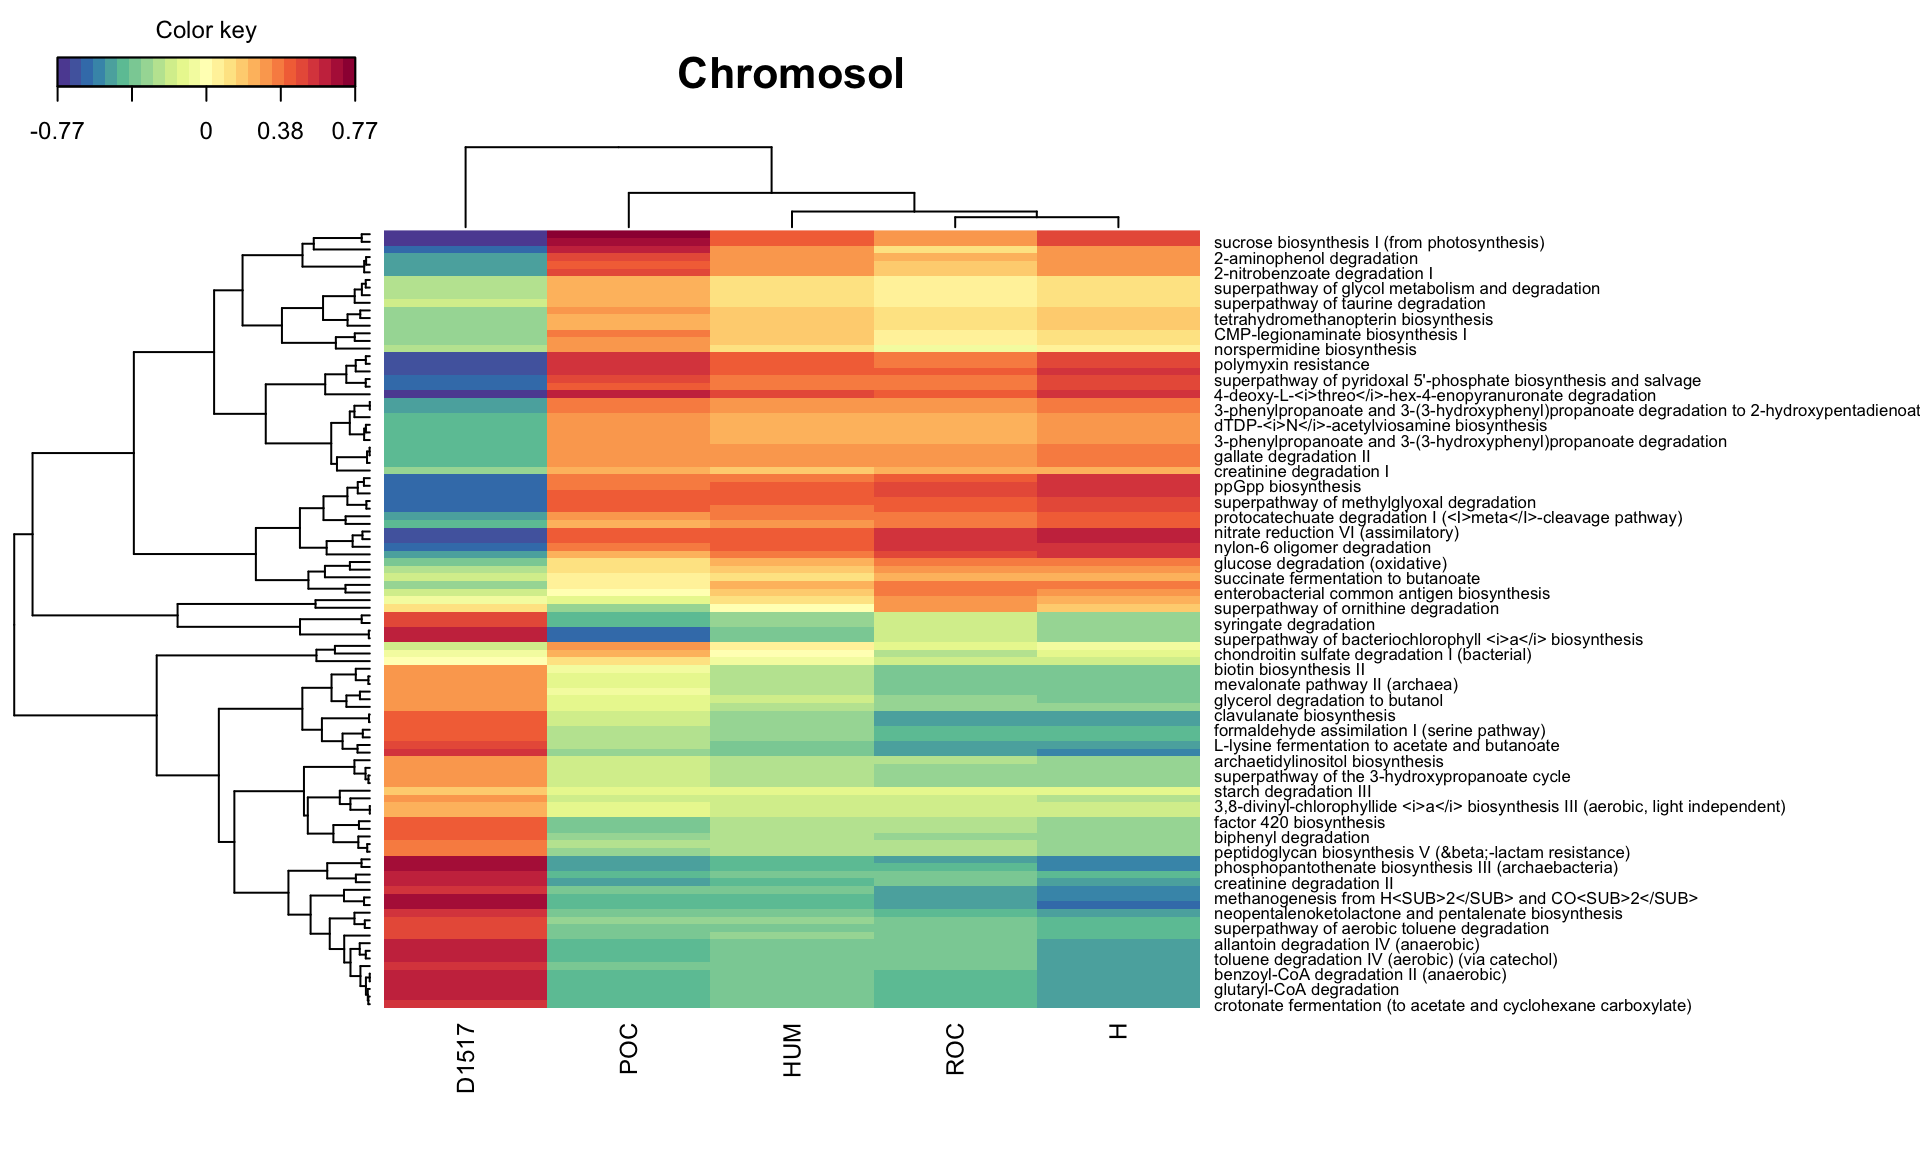 Color key
-0.77 0 0.38 0.77
Chromosol
sucrose biosynthesis I (from photosynthesis)
2-aminophenol degradation
2-nitrobenzoate degradation I
superpathway of glycol metabolism and degradation
superpathway of taurine degradation
tetrahydromethanopterin biosynthesis
CMP-legionaminate biosynthesis I
norspermidine biosynthesis
polymyxin resistance
superpathway of pyridoxal 5'-phosphate biosynthesis and salvage
4-deoxy-L-<i>threo</i>-hex-4-enopyranuronate degradation
3-phenylpropanoate and 3-(3-hydroxyphenyl)propanoate degradation to 2-hydroxypentadienoat
dTDP-<i>N</i>-acetylviosamine biosynthesis
3-phenylpropanoate and 3-(3-hydroxyphenyl)propanoate degradation
gallate degradation II
creatinine degradation I
ppGpp biosynthesis
superpathway of methylglyoxal degradation
protocatechuate degradation I (<I>meta</I>-cleavage pathway)
nitrate reduction VI (assimilatory)
nylon-6 oligomer degradation
glucose degradation (oxidative)
succinate fermentation to butanoate
enterobacterial common antigen biosynthesis
superpathway of ornithine degradation
syringate degradation
superpathway of bacteriochlorophyll <i>a</i> biosynthesis
chondroitin sulfate degradation I (bacterial)
biotin biosynthesis II
mevalonate pathway II (archaea)
glycerol degradation to butanol
clavulanate biosynthesis
formaldehyde assimilation I (serine pathway)
L-lysine fermentation to acetate and butanoate
archaetidylinositol biosynthesis
superpathway of the 3-hydroxypropanoate cycle
starch degradation III
3,8-divinyl-chlorophyllide <i>a</i> biosynthesis III (aerobic, light independent)
factor 420 biosynthesis
biphenyl degradation
peptidoglycan biosynthesis V (&beta;-lactam resistance)
phosphopantothenate biosynthesis III (archaebacteria)
creatinine degradation II
methanogenesis from H<SUB>2</SUB> and CO<SUB>2</SUB>
neopentalenoketolactone and pentalenate biosynthesis
superpathway of aerobic toluene degradation
allantoin degradation IV (anaerobic)
toluene degradation IV (aerobic) (via catechol)
benzoyl-CoA degradation II (anaerobic)
glutaryl-CoA degradation
crotonate fermentation (to acetate and cyclohexane carboxylate)
D1517 POC HUM ROC H